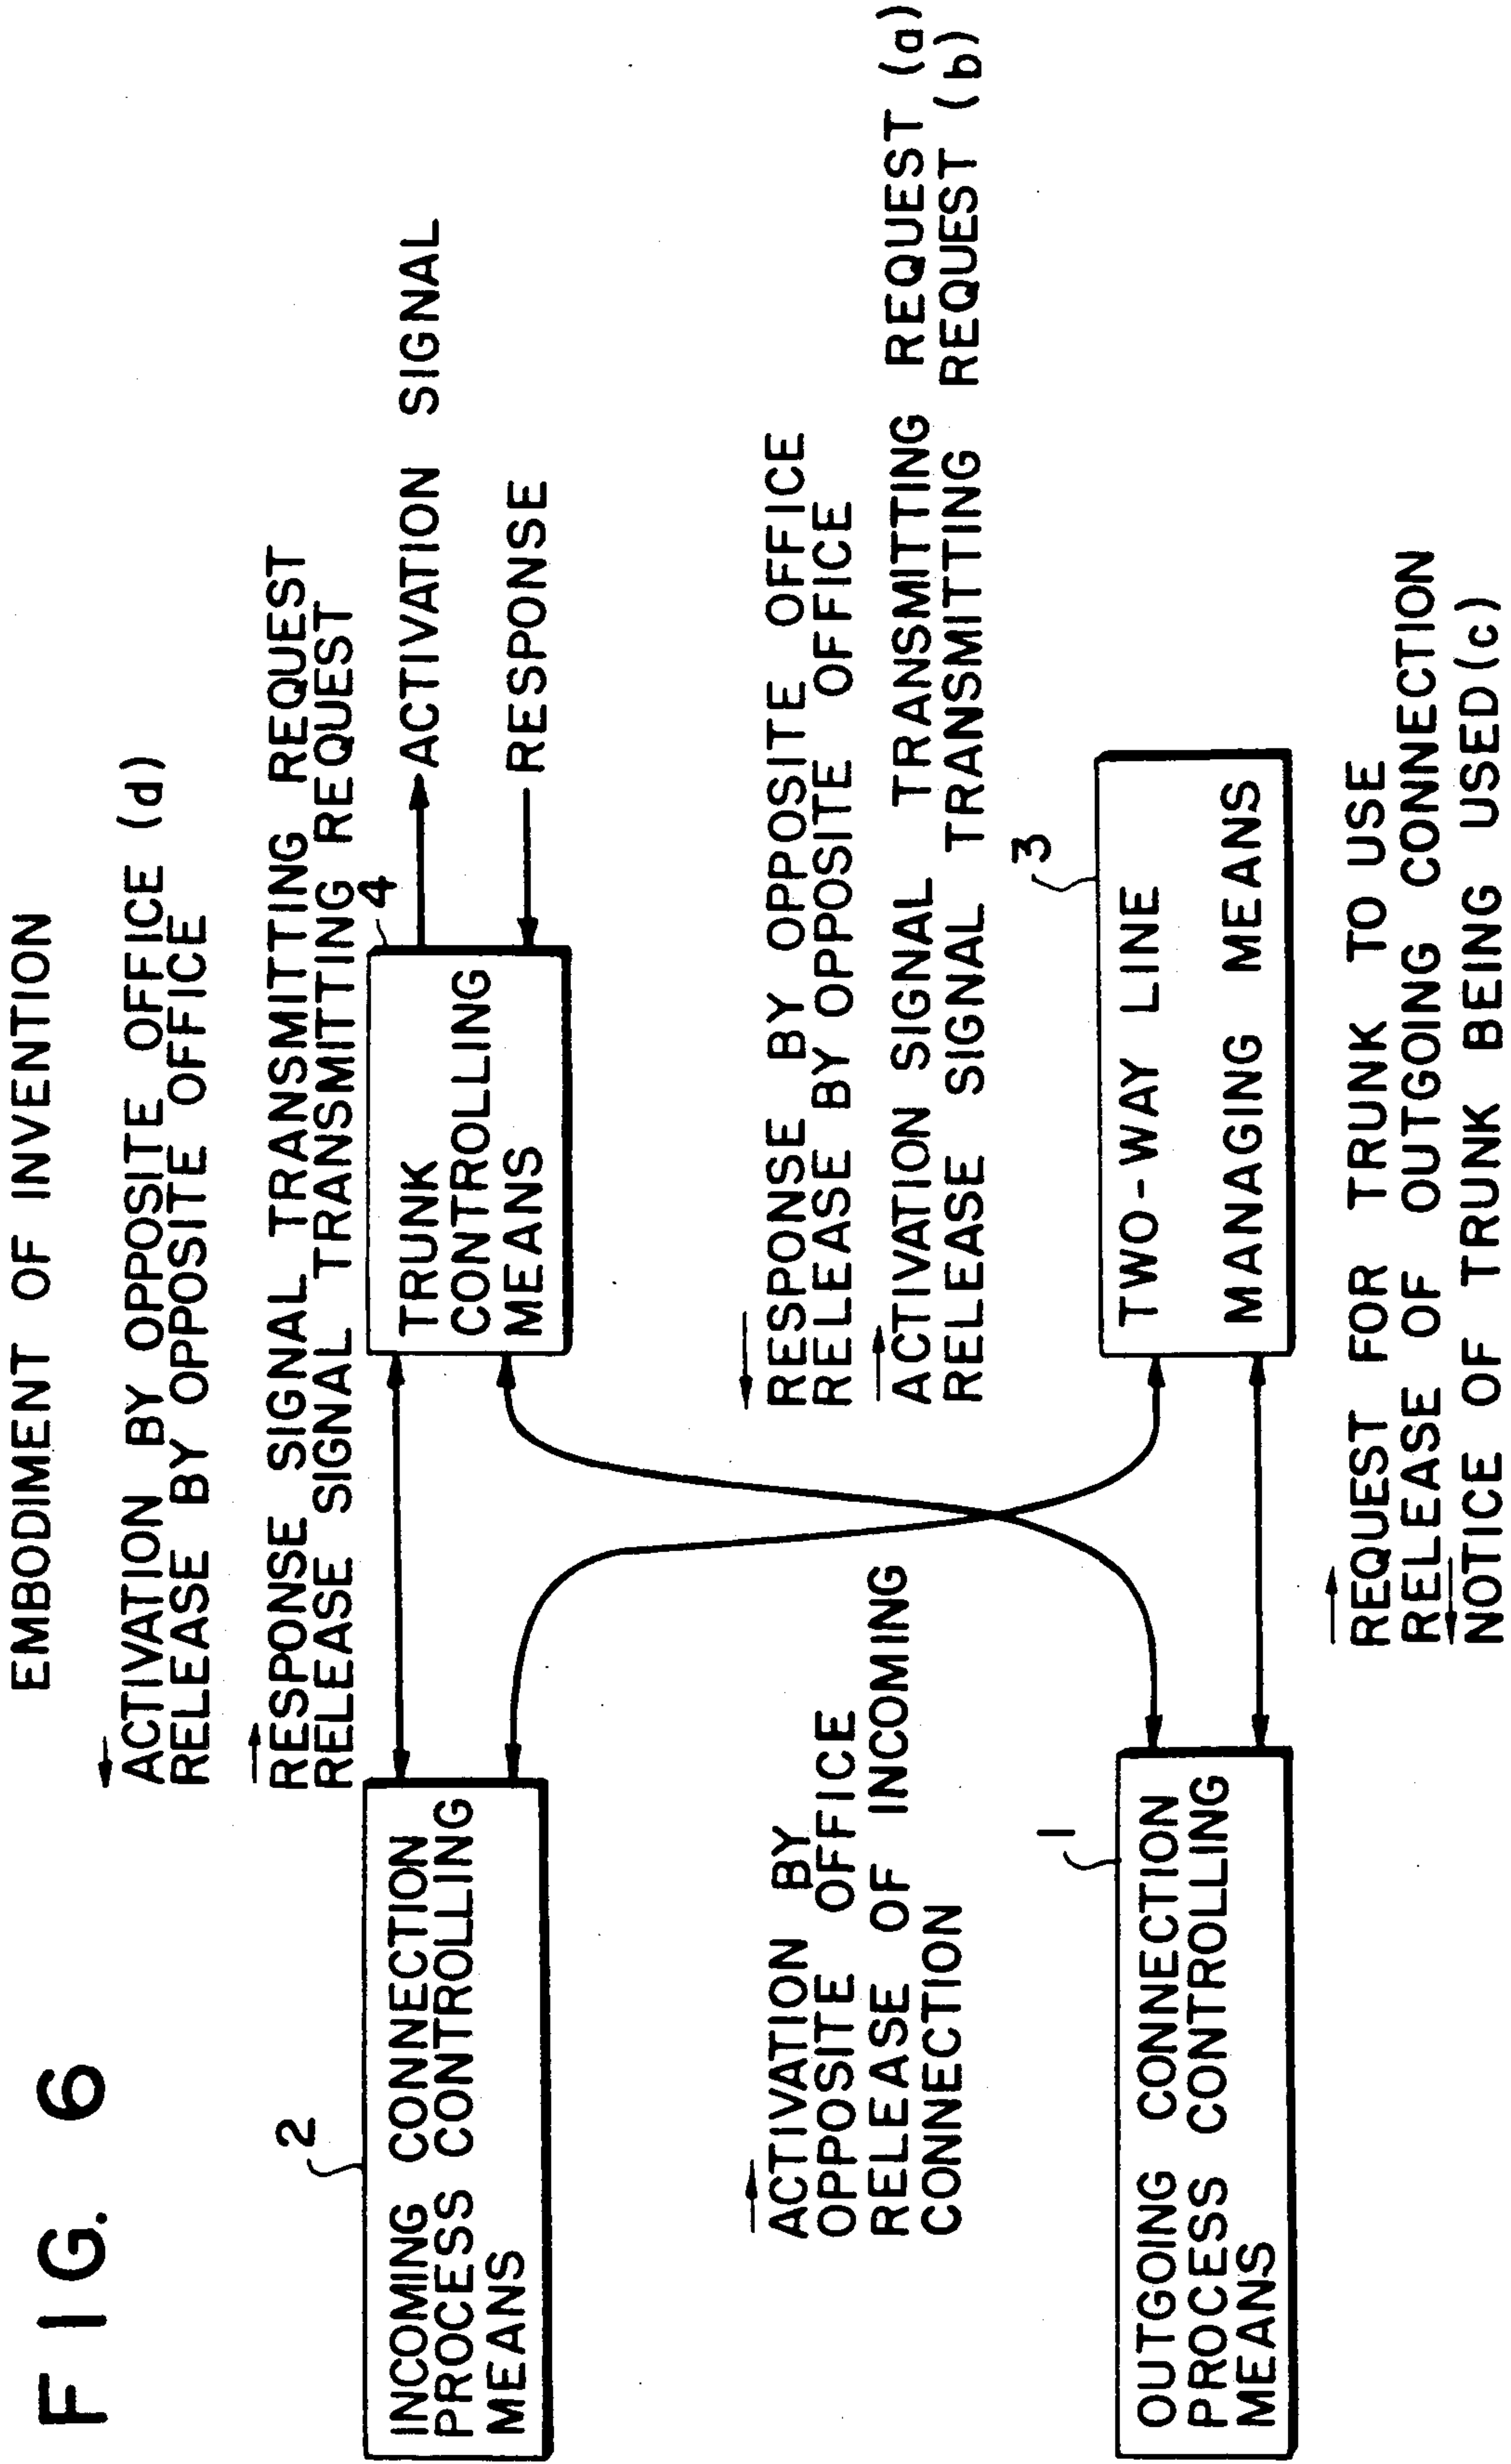 FIG. 6
EMBODIMENT OF INVENTION
ACTIVATION BY OPPOSITE OFFICE (d)
RELEASE BY OPPOSITE OFFICE
RESPONSE SIGNAL TRANSMITTING REQUEST
RELEASE SIGNAL TRANSMITTING REQUEST
2
INCOMING CONNECTION
PROCESS CONTROLLING
MEANS
4
TRUNK
CONTROLLING
MEANS
ACTIVATION SIGNAL
RESPONSE
ACTIVATION BY
OPPOSITE OFFICE
RELEASE OF INCOMING
CONNECTION
RESPONSE BY OPPOSITE OFFICE
RELEASE BY OPPOSITE OFFICE
ACTIVATION SIGNAL TRANSMITTING REQUEST (a)
RELEASE SIGNAL TRANSMITTING REQUEST (b)
1
OUTGOING CONNECTION
PROCESS CONTROLLING
MEANS
3
TWO-WAY LINE
MANAGING MEANS
REQUEST FOR TRUNK TO USE
RELEASE OF OUTGOING CONNECTION
NOTICE OF TRUNK BEING USED (c)